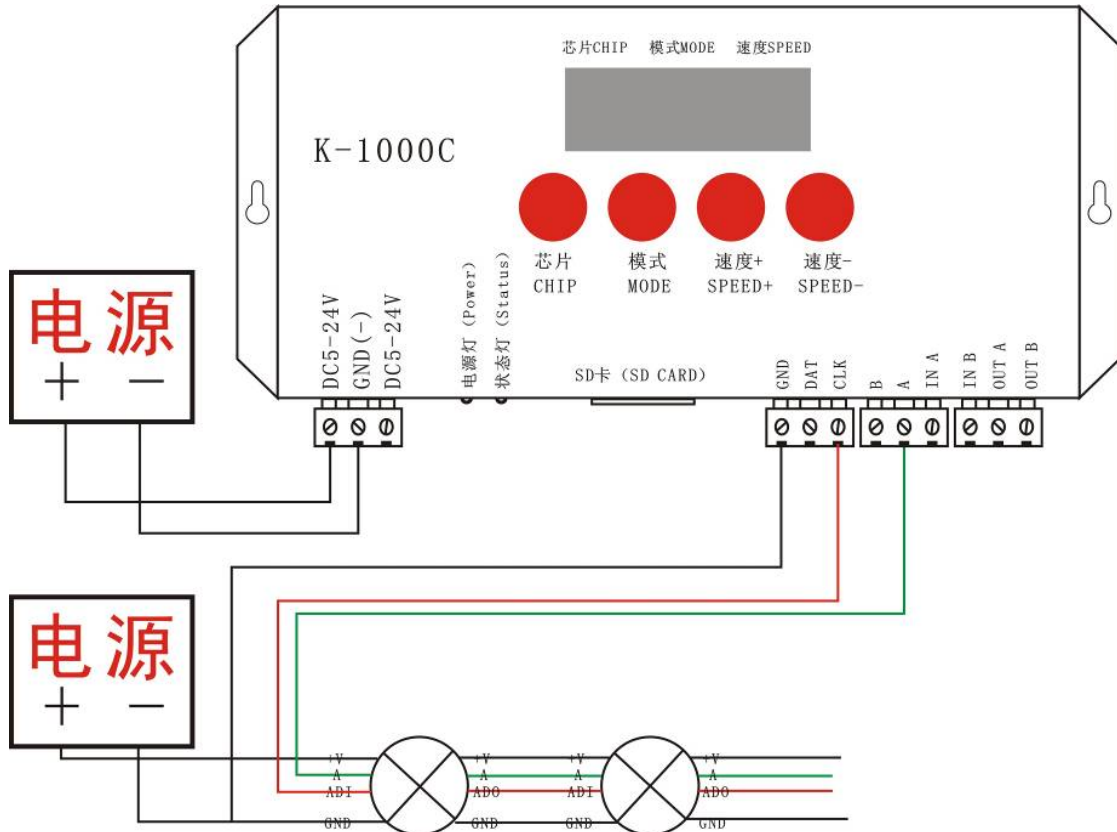 芯片CHIP 模式MODE 速度SPEED
K-1000C
芯片
CHIP
模式
MODE
速度+
SPEED+
速度-
SPEED-
DC5-24V
GND(-)
DC5-24V
电源灯(Power)
状态灯(Status)
SD卡(SD CARD)
GND
DAT
CLK
B
A
IN A
IN B
OUT A
OUT B
电源
+ —
电源
+ —
+V +V +V +V
A A A A
ADI ADO ADI ADO
GND GND GND GND